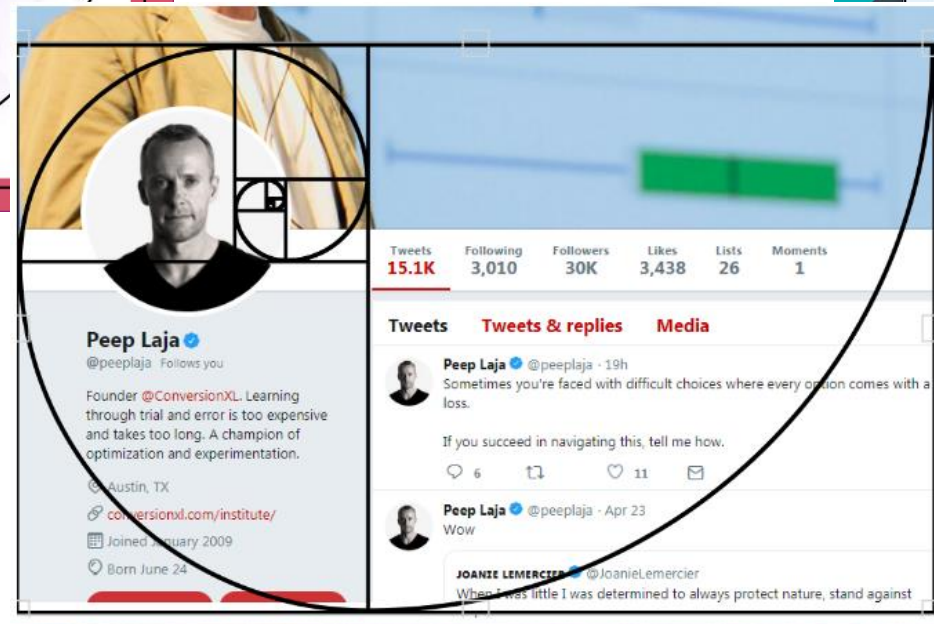 Tweets Following Followers Likes Lists Moments
15.1K 3,010 30K 3,438 26 1
Peep Laja
@peeplaja Follows you
Founder @ConversionXL. Learning
through trial and error is too expensive
and takes too long. A champion of
optimization and experimentation.
Austin, TX
conversionxl.com/institute/
Joined January 2009
Born June 24
Tweets Tweets & replies Media
Peep Laja @peeplaja · 19h
Sometimes you're faced with difficult choices where every option comes with a
loss.
If you succeed in navigating this, tell me how.
6 11
Peep Laja @peeplaja · Apr 23
Wow
JOANIE LEMERCIER @JoanieLemercier
When I was little I was determined to always protect nature, stand against